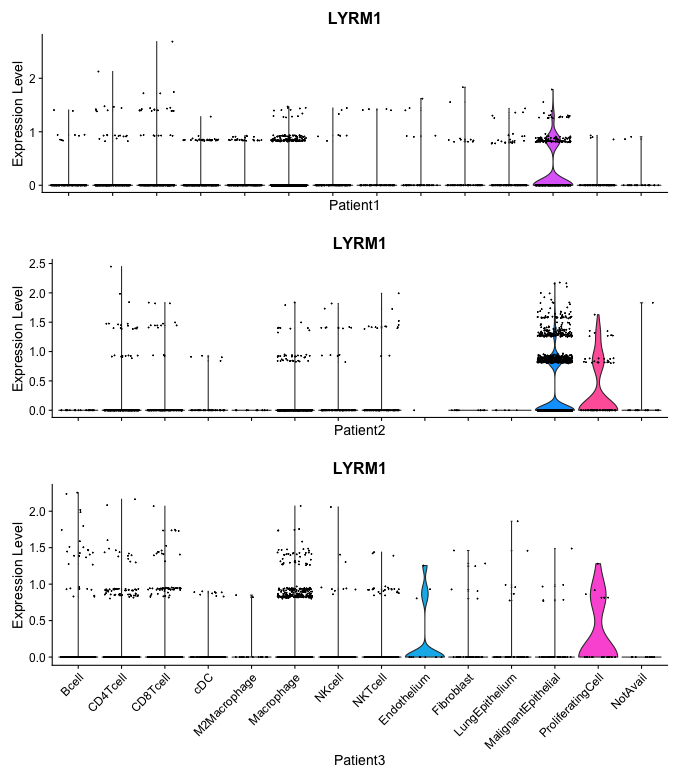 LYRM1
Expression Level
2
1
0
Patient1
LYRM1
Expression Level
2.5
2.0
1.5
1.0
0.5
0.0
Patient2
LYRM1
Expression Level
2.0
1.5
1.0
0.5
0.0
Bcell
CD4Tcell
CD8Tcell
cDC
M2Macrophage
Macrophage
NKcell
NKTcell
Endothelium
Fibroblast
LungEpithelium
MalignantEpithelial
ProliferatingCell
NotAvail
Patient3